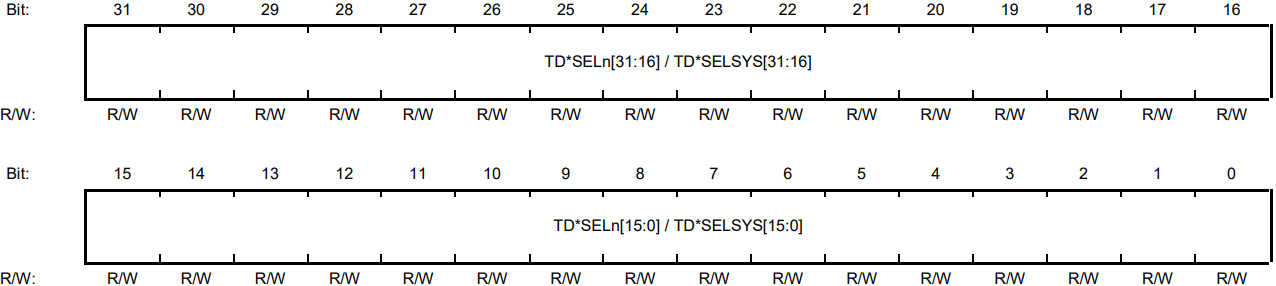 Bit: 31 30 29 28 27 26 25 24 23 22 21 20 19 18 17 16
TD*SELn[31:16] / TD*SELSYS[31:16]
R/W: R/W R/W R/W R/W R/W R/W R/W R/W R/W R/W R/W R/W R/W R/W R/W R/W
Bit: 15 14 13 12 11 10 9 8 7 6 5 4 3 2 1 0
TD*SELn[15:0] / TD*SELSYS[15:0]
R/W: R/W R/W R/W R/W R/W R/W R/W R/W R/W R/W R/W R/W R/W R/W R/W R/W